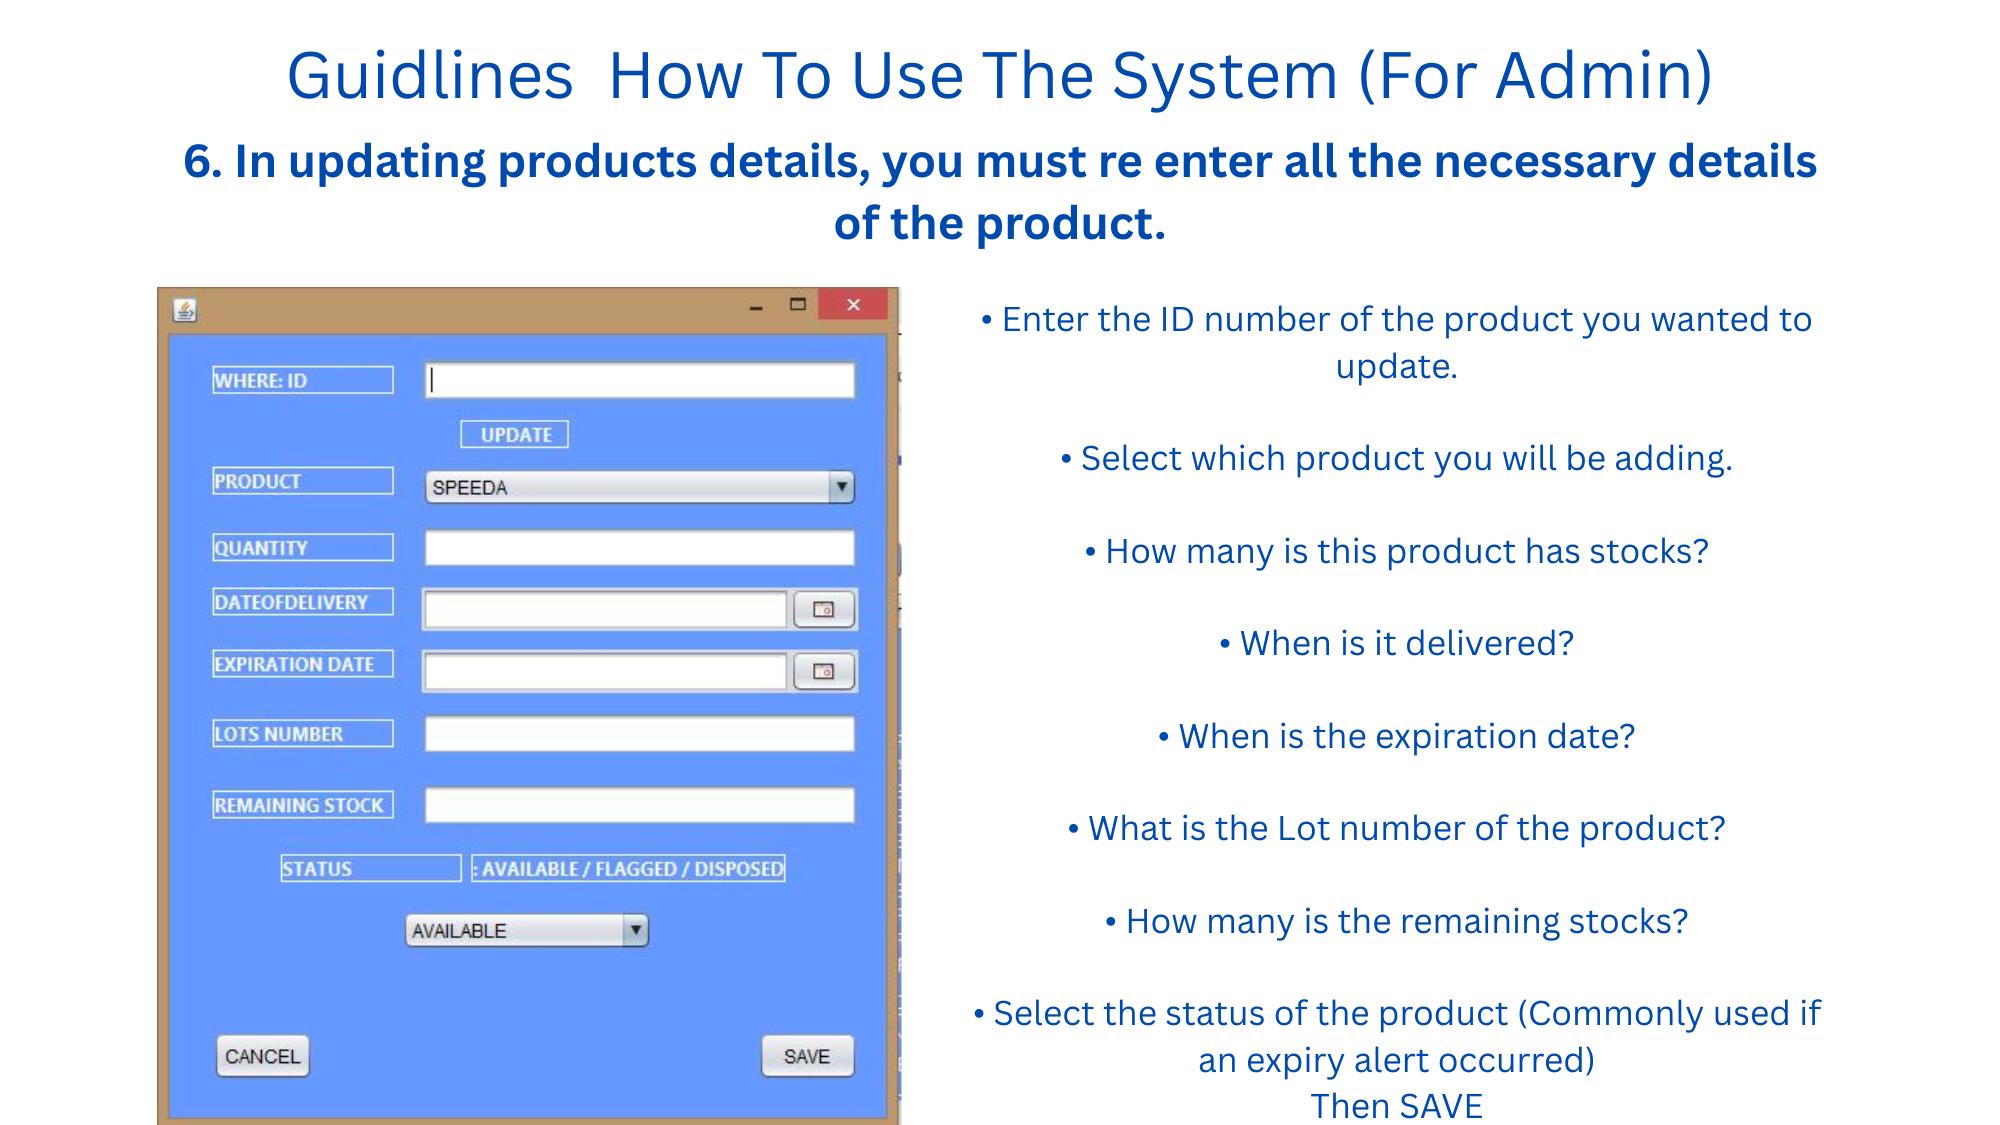 Guidlines How To Use The System (For Admin)
6. In updating products details, you must re enter all the necessary details
of the product.
WHERE: ID
UPDATE
PRODUCT
SPEEDA
QUANTITY
DATEOFDELIVERY
EXPIRATION DATE
LOTS NUMBER
REMAINING STOCK
STATUS : AVAILABLE / FLAGGED / DISPOSED
AVAILABLE
CANCEL SAVE
• Enter the ID number of the product you wanted to
update.
• Select which product you will be adding.
• How many is this product has stocks?
• When is it delivered?
• When is the expiration date?
• What is the Lot number of the product?
• How many is the remaining stocks?
• Select the status of the product (Commonly used if
an expiry alert occurred)
Then SAVE